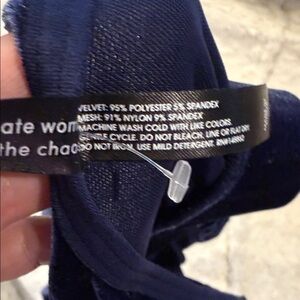 ate wom
the chao
VELVET: 95% POLYESTER 5% SPANDEX
MESH: 91% NYLON 9% SPANDEX
MACHINE WASH COLD WITH LIKE COLORS
GENTLE CYCLE. DO NOT BLEACH. LINE OR FLAT DRY
DO NOT IRON. USE MILD DETERGENT.